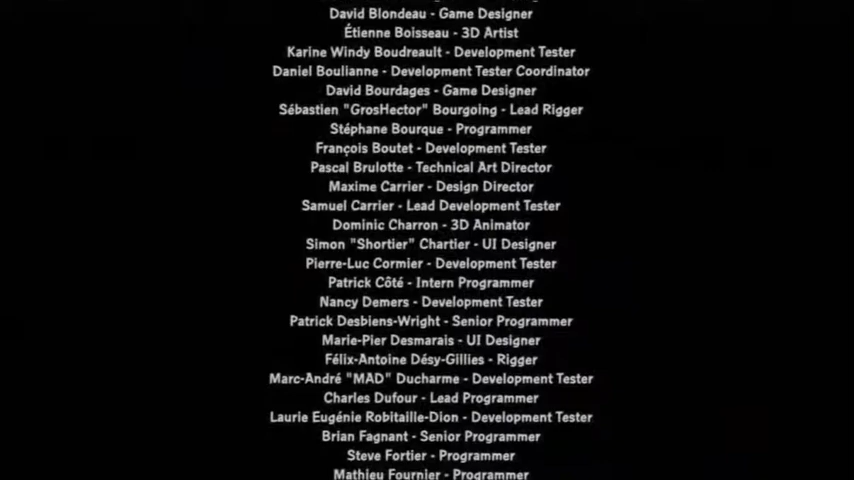 David Blondeau - Game Designer
Étienne Boisseau - 3D Artist
Karine Windy Boudreault - Development Tester
Daniel Boulianne - Development Tester Coordinator
David Bourdages - Game Designer
Sébastien "GrosHector" Bourgoing - Lead Rigger
Stéphane Bourque - Programmer
François Boutet - Development Tester
Pascal Brulotte - Technical Art Director
Maxime Carrier - Design Director
Samuel Carrier - Lead Development Tester
Dominic Charron - 3D Animator
Simon "Shortier" Chartier - UI Designer
Pierre-Luc Cormier - Development Tester
Patrick Côté - Intern Programmer
Nancy Demers - Development Tester
Patrick Desbiens-Wright - Senior Programmer
Marie-Pier Desmarais - UI Designer
Félix-Antoine Désy-Gillies - Rigger
Marc-André "MAD" Ducharme - Development Tester
Charles Dufour - Lead Programmer
Laurie Eugénie Robitaille-Dion - Development Tester
Brian Fagnant - Senior Programmer
Steve Fortier - Programmer
Mathieu Fournier - Programmer